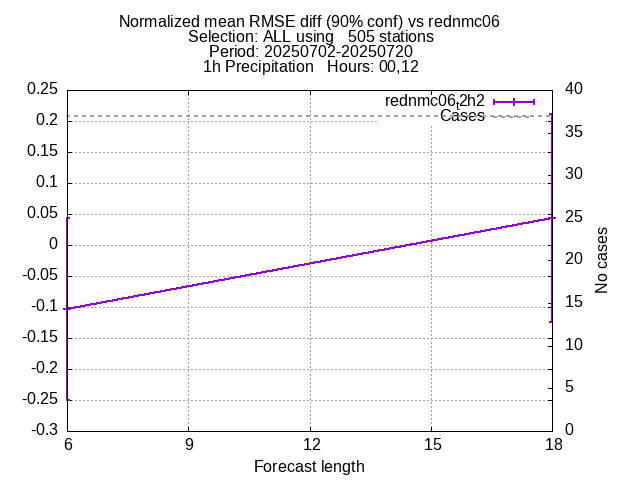 Normalized mean RMSE diff (90% conf) vs rednmc06
Selection: ALL using   505 stations
Period: 20250702-20250720
1h Precipitation   Hours: 00,12
rednmc06t2h2
Cases
0.25
0.2
0.15
0.1
0.05
0
-0.05
-0.1
-0.15
-0.2
-0.25
-0.3
40
35
30
25
20
15
10
5
0
No cases
6 9 12 15 18
Forecast length